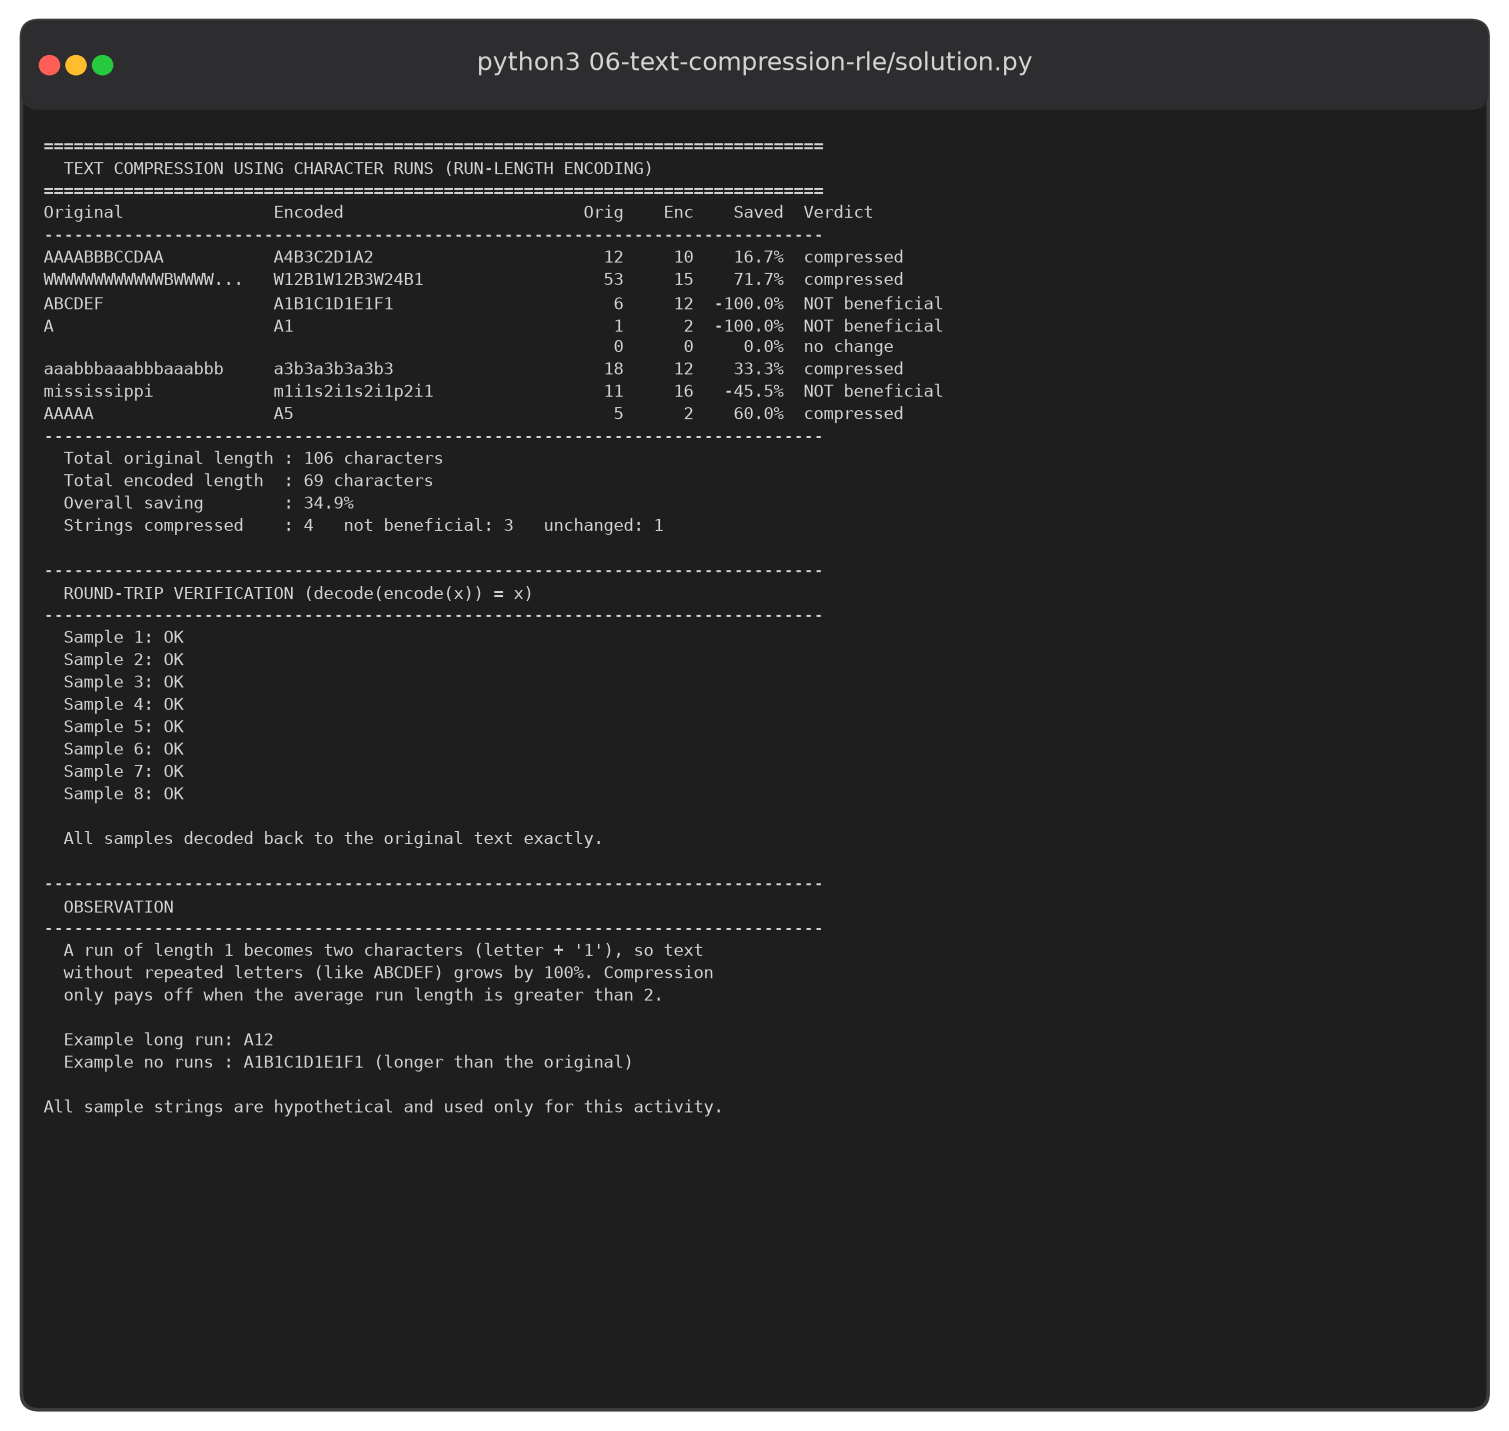 python3 06-text-compression-rle/solution.py
==============================================================================
  TEXT COMPRESSION USING CHARACTER RUNS (RUN-LENGTH ENCODING)
==============================================================================
Original               Encoded                        Orig    Enc    Saved  Verdict
------------------------------------------------------------------------------
AAAABBBCCDAA           A4B3C2D1A2                       12     10    16.7%  compressed
WWWWWWWWWWWWBWWWW...   W12B1W12B3W24B1                  53     15    71.7%  compressed
ABCDEF                 A1B1C1D1E1F1                      6     12  -100.0%  NOT beneficial
A                      A1                                1      2  -100.0%  NOT beneficial
                                                         0      0     0.0%  no change
aaabbbaaabbbaaabbb     a3b3a3b3a3b3                     18     12    33.3%  compressed
mississippi            m1i1s2i1s2i1p2i1                 11     16   -45.5%  NOT beneficial
AAAAA                  A5                                5      2    60.0%  compressed
------------------------------------------------------------------------------
  Total original length : 106 characters
  Total encoded length  : 69 characters
  Overall saving        : 34.9%
  Strings compressed    : 4   not beneficial: 3   unchanged: 1

------------------------------------------------------------------------------
  ROUND-TRIP VERIFICATION (decode(encode(x)) = x)
------------------------------------------------------------------------------
  Sample 1: OK
  Sample 2: OK
  Sample 3: OK
  Sample 4: OK
  Sample 5: OK
  Sample 6: OK
  Sample 7: OK
  Sample 8: OK

  All samples decoded back to the original text exactly.

------------------------------------------------------------------------------
  OBSERVATION
------------------------------------------------------------------------------
  A run of length 1 becomes two characters (letter + '1'), so text
  without repeated letters (like ABCDEF) grows by 100%. Compression
  only pays off when the average run length is greater than 2.

  Example long run: A12
  Example no runs : A1B1C1D1E1F1 (longer than the original)

All sample strings are hypothetical and used only for this activity.